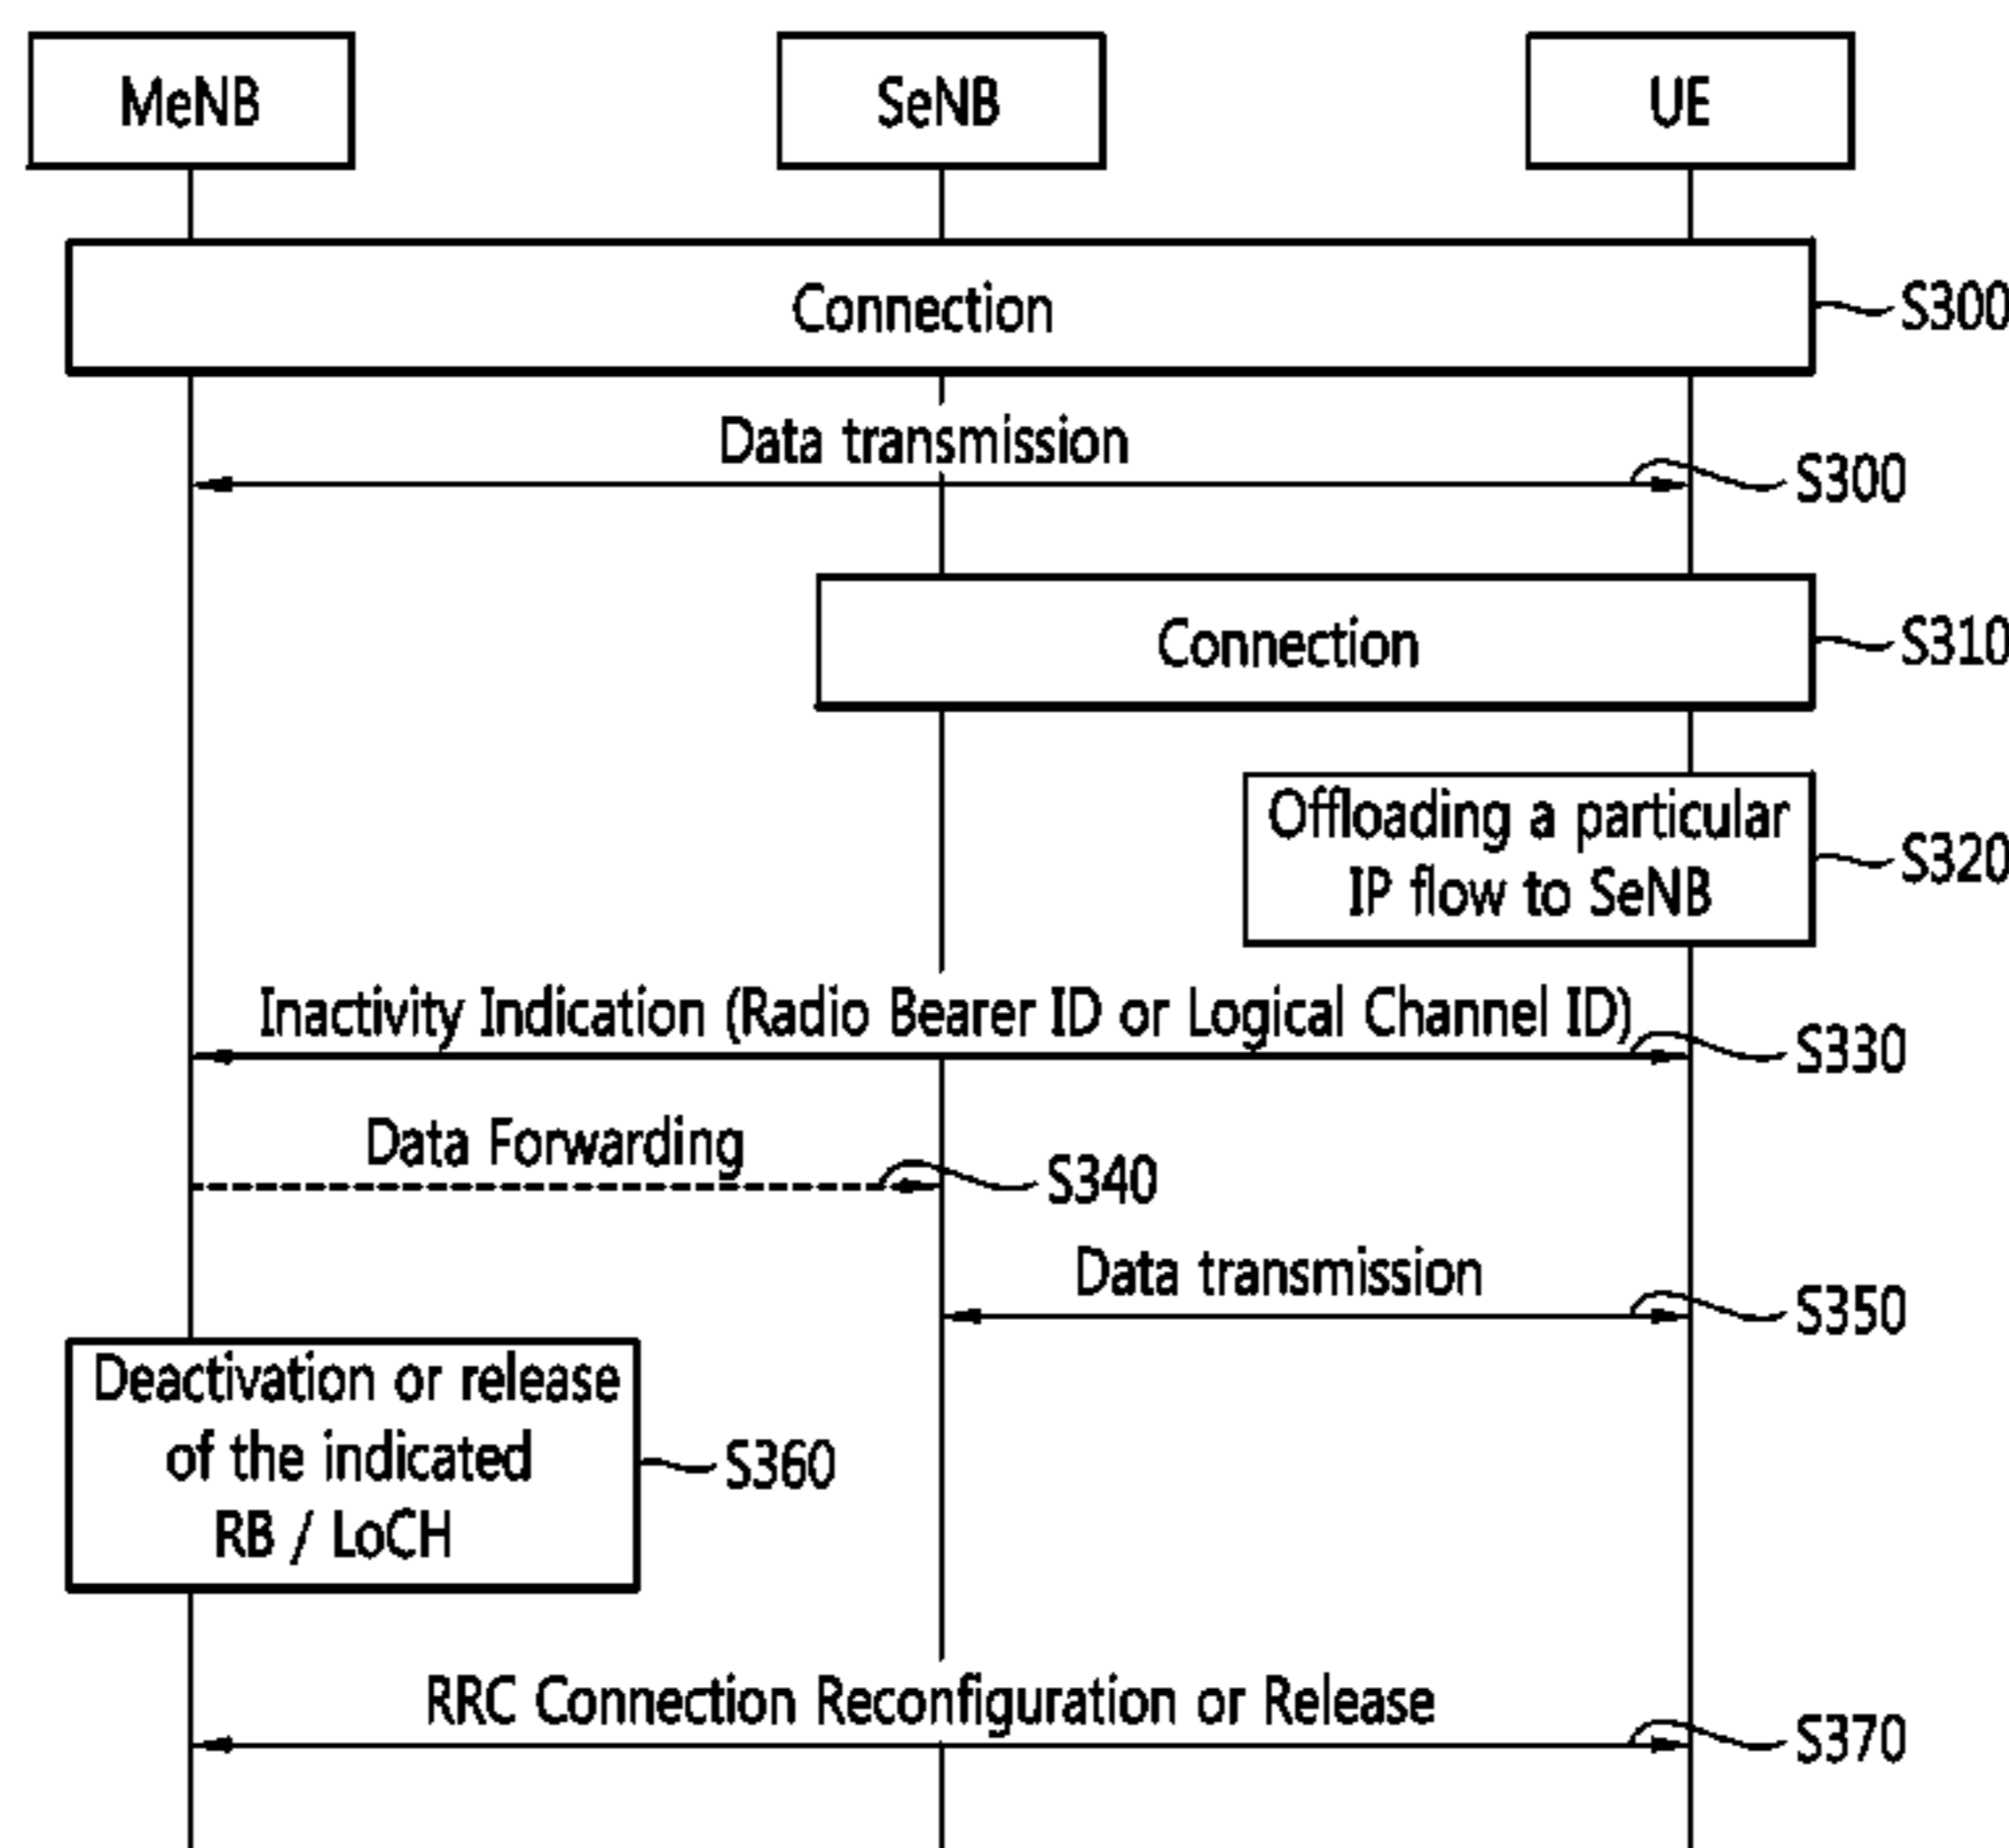 MeNB
SeNB
UE
Connection
S300
Data transmission
S300
Connection
S310
Offloading a particular
IP flow to SeNB
S320
Inactivity Indication (Radio Bearer ID or Logical Channel ID)
S330
Data Forwarding
S340
Data transmission
S350
Deactivation or release
of the indicated
RB / LoCH
S360
RRC Connection Reconfiguration or Release
S370